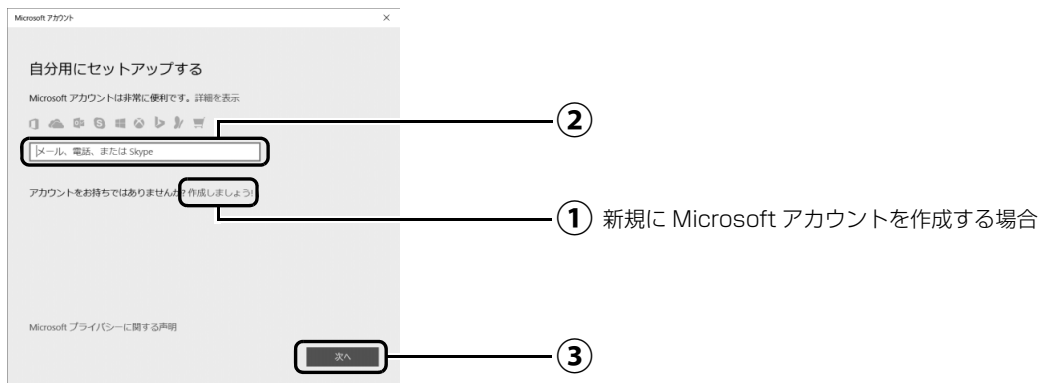 Microsoft アカウント
自分用にセットアップする
Microsoft アカウントは非常に便利です。詳細を表示
②
メール、電話、または Skype
アカウントをお持ちではありませんか? 作成しましょう!
① 新規に Microsoft アカウントを作成する場合
Microsoft プライバシーに関する声明
次へ
③